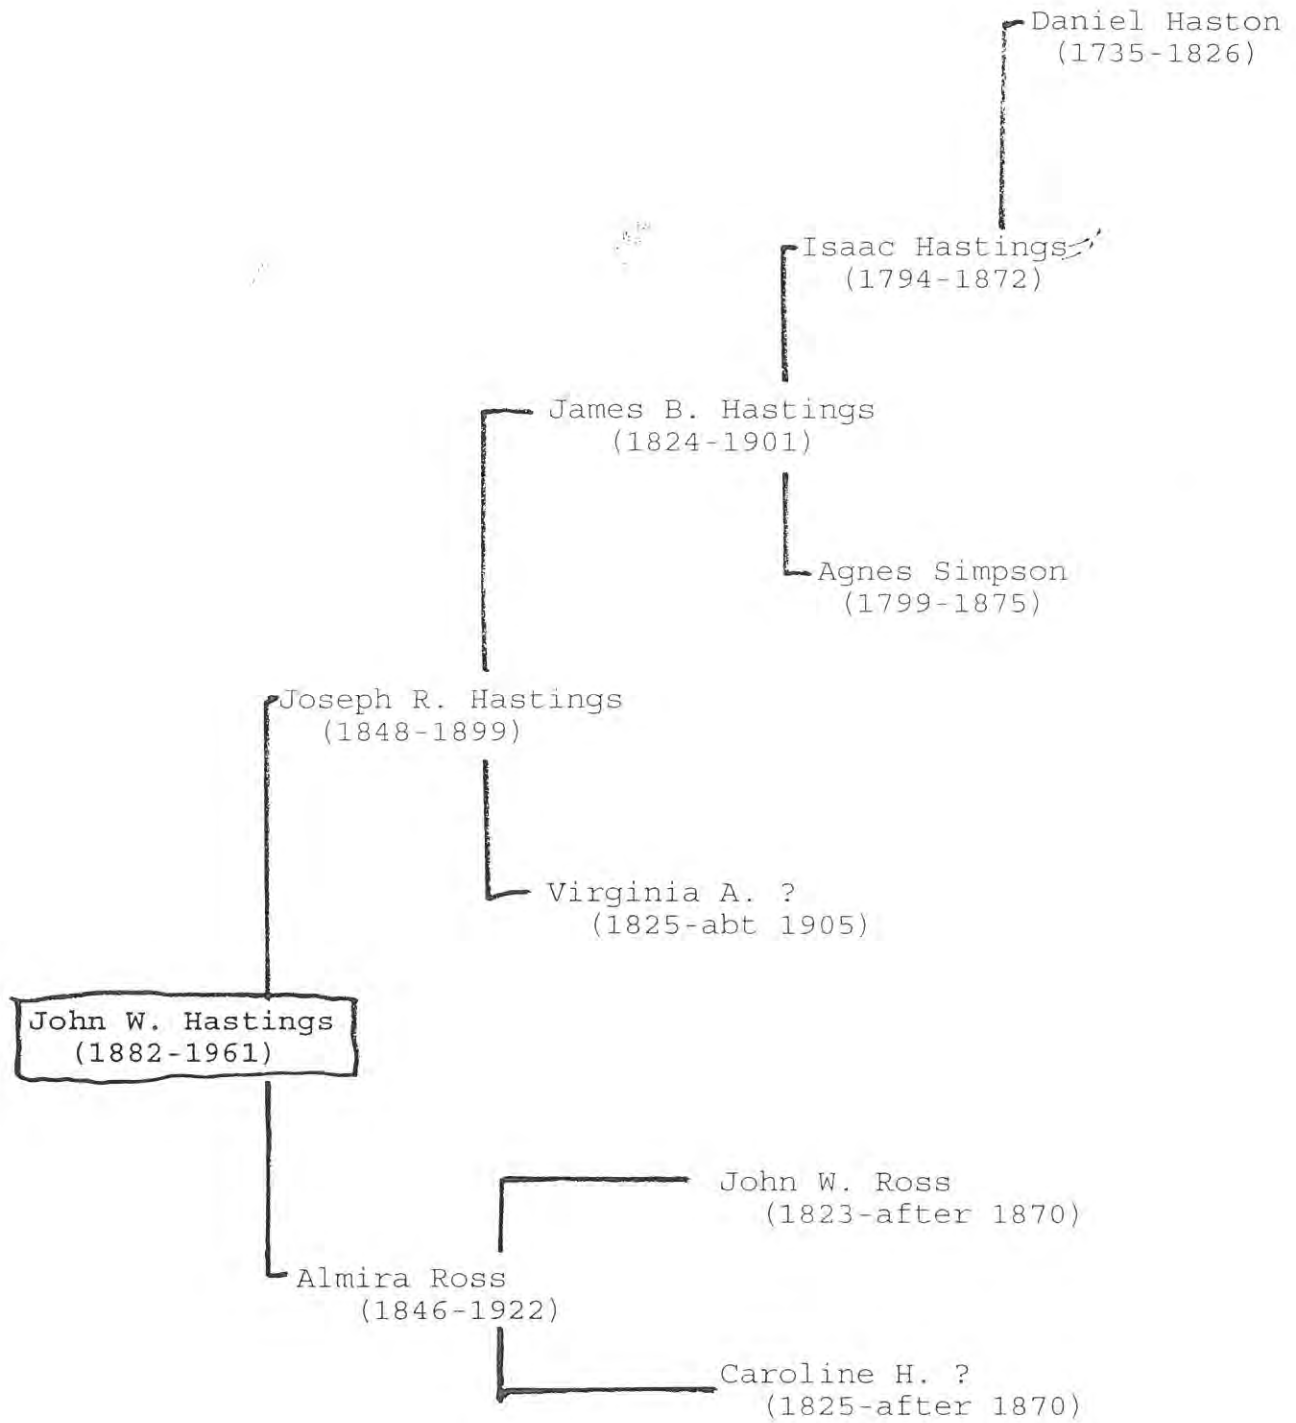 Daniel Haston
(1735-1826)
Isaac Hastings
(1794-1872)
James B. Hastings
(1824-1901)
Agnes Simpson
(1799-1875)
Joseph R. Hastings
(1848-1899)
Virginia A. ?
(1825-abt 1905)
John W. Hastings
(1882-1961)
John W. Ross
(1823-after 1870)
Almira Ross
(1846-1922)
Caroline H. ?
(1825-after 1870)